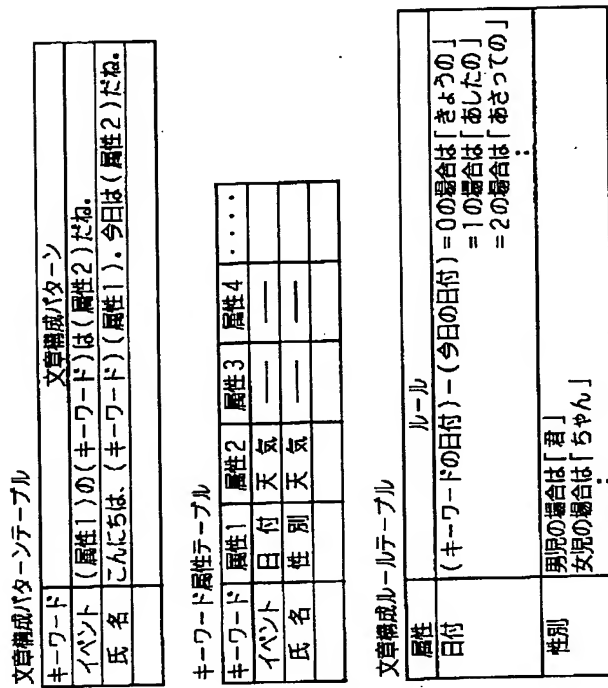 文章構成パターンテーブル
キーワード 文章構成パターン
イベント (属性1)の(キーワード)は(属性2)だね。
氏 名 こんにちは、(キーワード)(属性1)。今日は(属性2)だね。
キーワード属性テーブル
キーワード 属性1 属性2 属性3 属性4 ‥‥
イベント 日 付 天 気 ── ──
氏 名 性 別 天 気 ── ──
文章構成ルールテーブル
属性 ルール
日付 (キーワードの日付)-(今日の日付)=0の場合は「きょうの」
=1の場合は「あしたの」
=2の場合は「あさっての」
:
性別 男児の場合は「君」
女児の場合は「ちゃん」
: